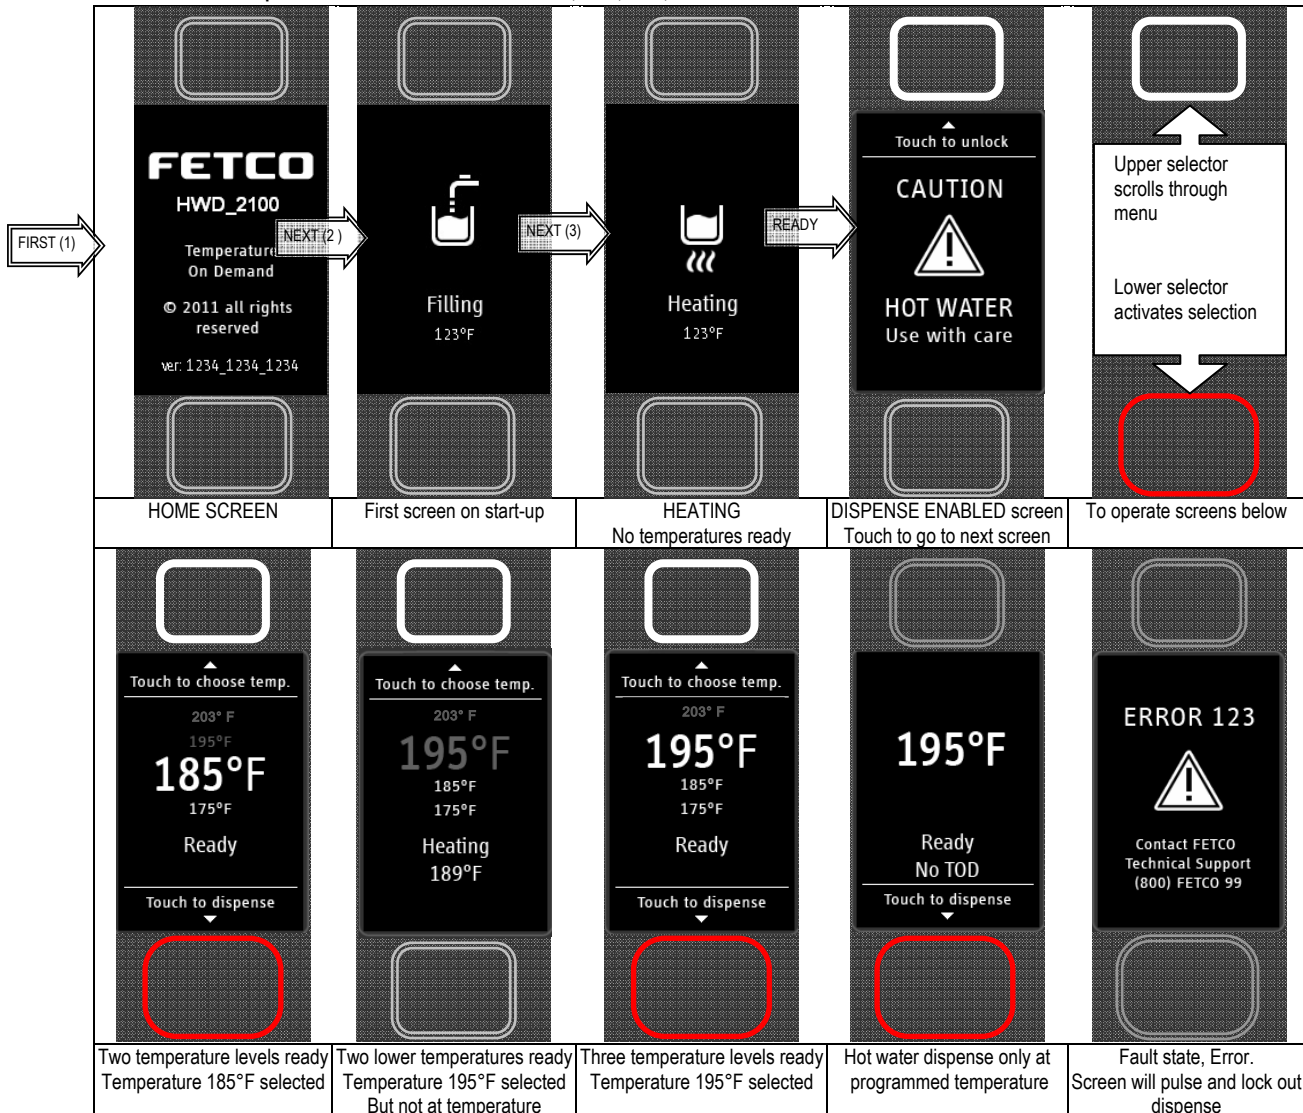 FIRST (1)
FETCO
HWD_2100
Temperature
On Demand
© 2011 all rights
reserved
ver: 1234_1234_1234
HOME SCREEN
NEXT (2 )
Filling
123°F
First screen on start-up
NEXT (3)
Heating
123°F
HEATING
No temperatures ready
READY
Touch to unlock
CAUTION
!
HOT WATER
Use with care
DISPENSE ENABLED screen
Touch to go to next screen
Upper selector
scrolls through
menu
Lower selector
activates selection
To operate screens below
Touch to choose temp.
203° F
195°F
185°F
175°F
Ready
Touch to dispense
Two temperature levels ready
Temperature 185°F selected
Touch to choose temp.
203° F
195°F
185°F
175°F
Heating
189°F
Two lower temperatures ready
Temperature 195°F selected
But not at temperature
Touch to choose temp.
203° F
195°F
185°F
175°F
Ready
Touch to dispense
Three temperature levels ready
Temperature 195°F selected
195°F
Ready
No TOD
Touch to dispense
Hot water dispense only at
programmed temperature
ERROR 123
!
Contact FETCO
Technical Support
(800) FETCO 99
Fault state, Error.
Screen will pulse and lock out
dispense